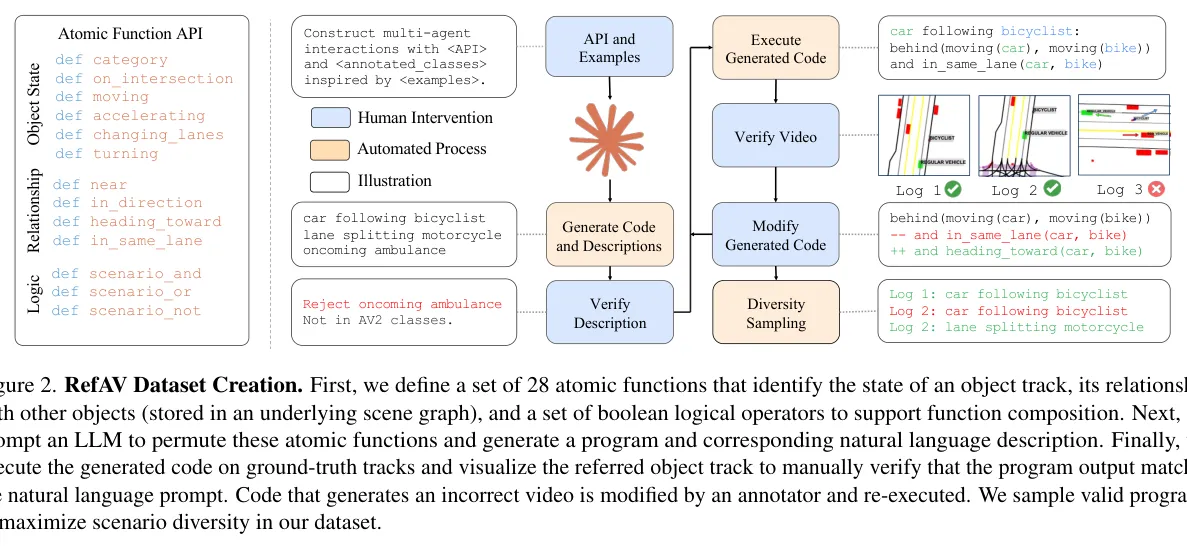 Atomic Function API
Object State
def category
def on_intersection
def moving
def accelerating
def changing_lanes
def turning
Relationship
def near
def in_direction
def heading_toward
def in_same_lane
Logic
def scenario_and
def scenario_or
def scenario_not
Construct multi-agent
interactions with <API>
and <annotated_classes>
inspired by <examples>.
Human Intervention
Automated Process
Illustration
car following bicyclist
lane splitting motorcycle
oncoming ambulance
Reject oncoming ambulance
Not in AV2 classes.
API and
Examples
Generate Code
and Descriptions
Verify
Description
Execute
Generated Code
Verify Video
Modify
Generated Code
Diversity
Sampling
car following bicyclist:
behind(moving(car), moving(bike))
and in_same_lane(car, bike)
BICYCLIST
REGULAR VEHICLE
BICYCLIST
REGULAR VEHICLE
REGULAR VEHICLE
BICYCLIST
Log 1
Log 2
Log 3
behind(moving(car), moving(bike))
-- and in_same_lane(car, bike)
++ and heading_toward(car, bike)
Log 1: car following bicyclist
Log 2: car following bicyclist
Log 2: lane splitting motorcycle
gure 2. RefAV Dataset Creation. First, we define a set of 28 atomic functions that identify the state of an object track, its relationsh
th other objects (stored in an underlying scene graph), and a set of boolean logical operators to support function composition. Next,
ompt an LLM to permute these atomic functions and generate a program and corresponding natural language description. Finally,
ecute the generated code on ground-truth tracks and visualize the referred object track to manually verify that the program output match
e natural language prompt. Code that generates an incorrect video is modified by an annotator and re-executed. We sample valid progra
maximize scenario diversity in our dataset.